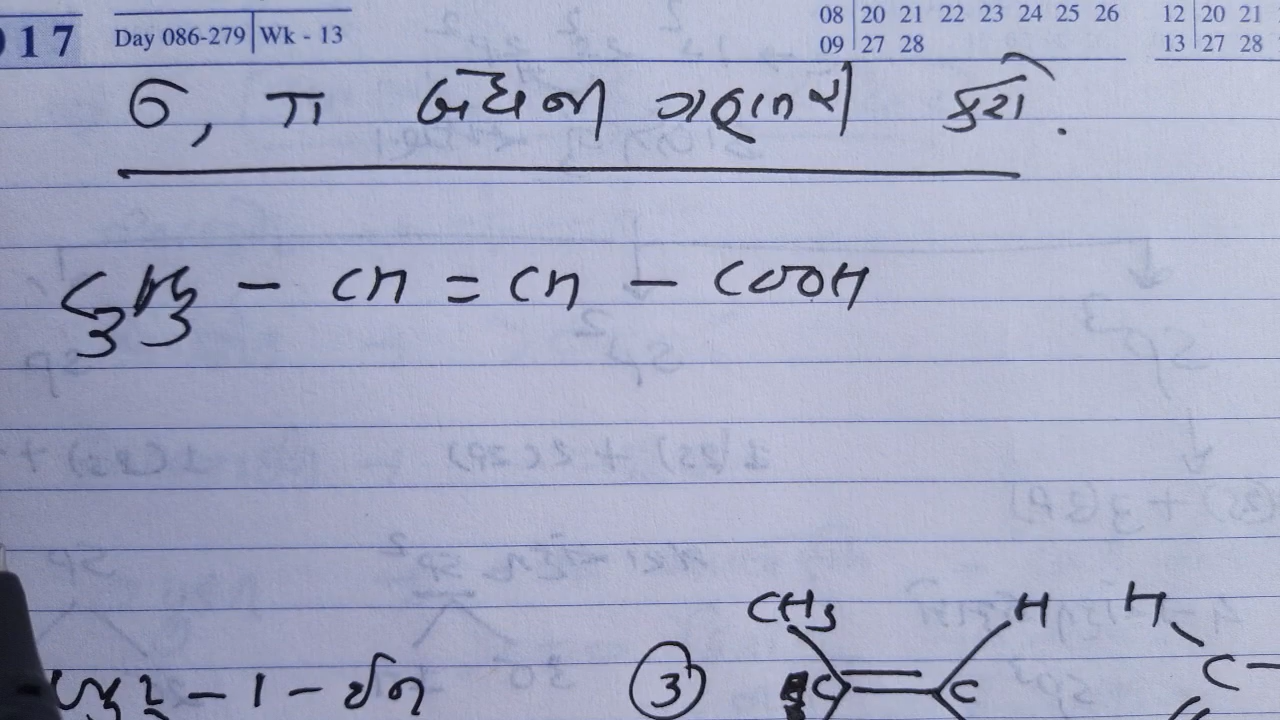 017 Day 086-279 Wk - 13
08 20 21 22 23 24 25 26 12 20 21
09 27 28 13 27 28
σ, π બંધની ગણતરી કરો.
C₃H₃ - CH = CH - COOH
CH₃ H H
- 1 - ઈન ③ C = C C -